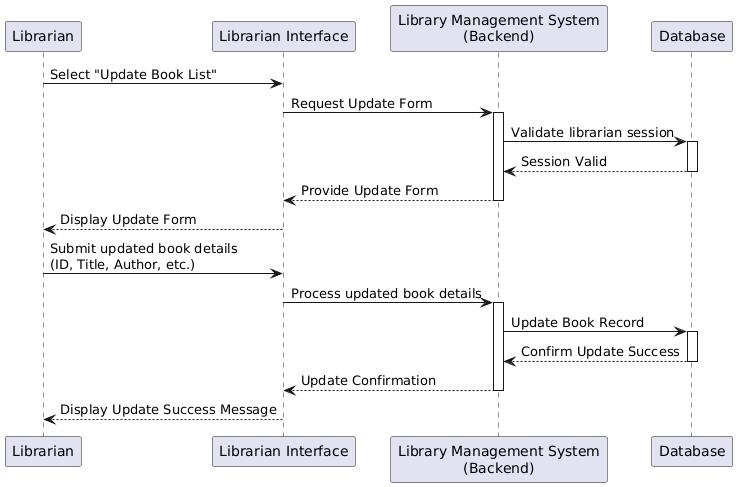 Librarian
Librarian Interface
Library Management System
(Backend)
Database
Select "Update Book List"
Request Update Form
Validate librarian session
Session Valid
Provide Update Form
Display Update Form
Submit updated book details
(ID, Title, Author, etc.)
Process updated book details
Update Book Record
Confirm Update Success
Update Confirmation
Display Update Success Message
Librarian
Librarian Interface
Library Management System
(Backend)
Database